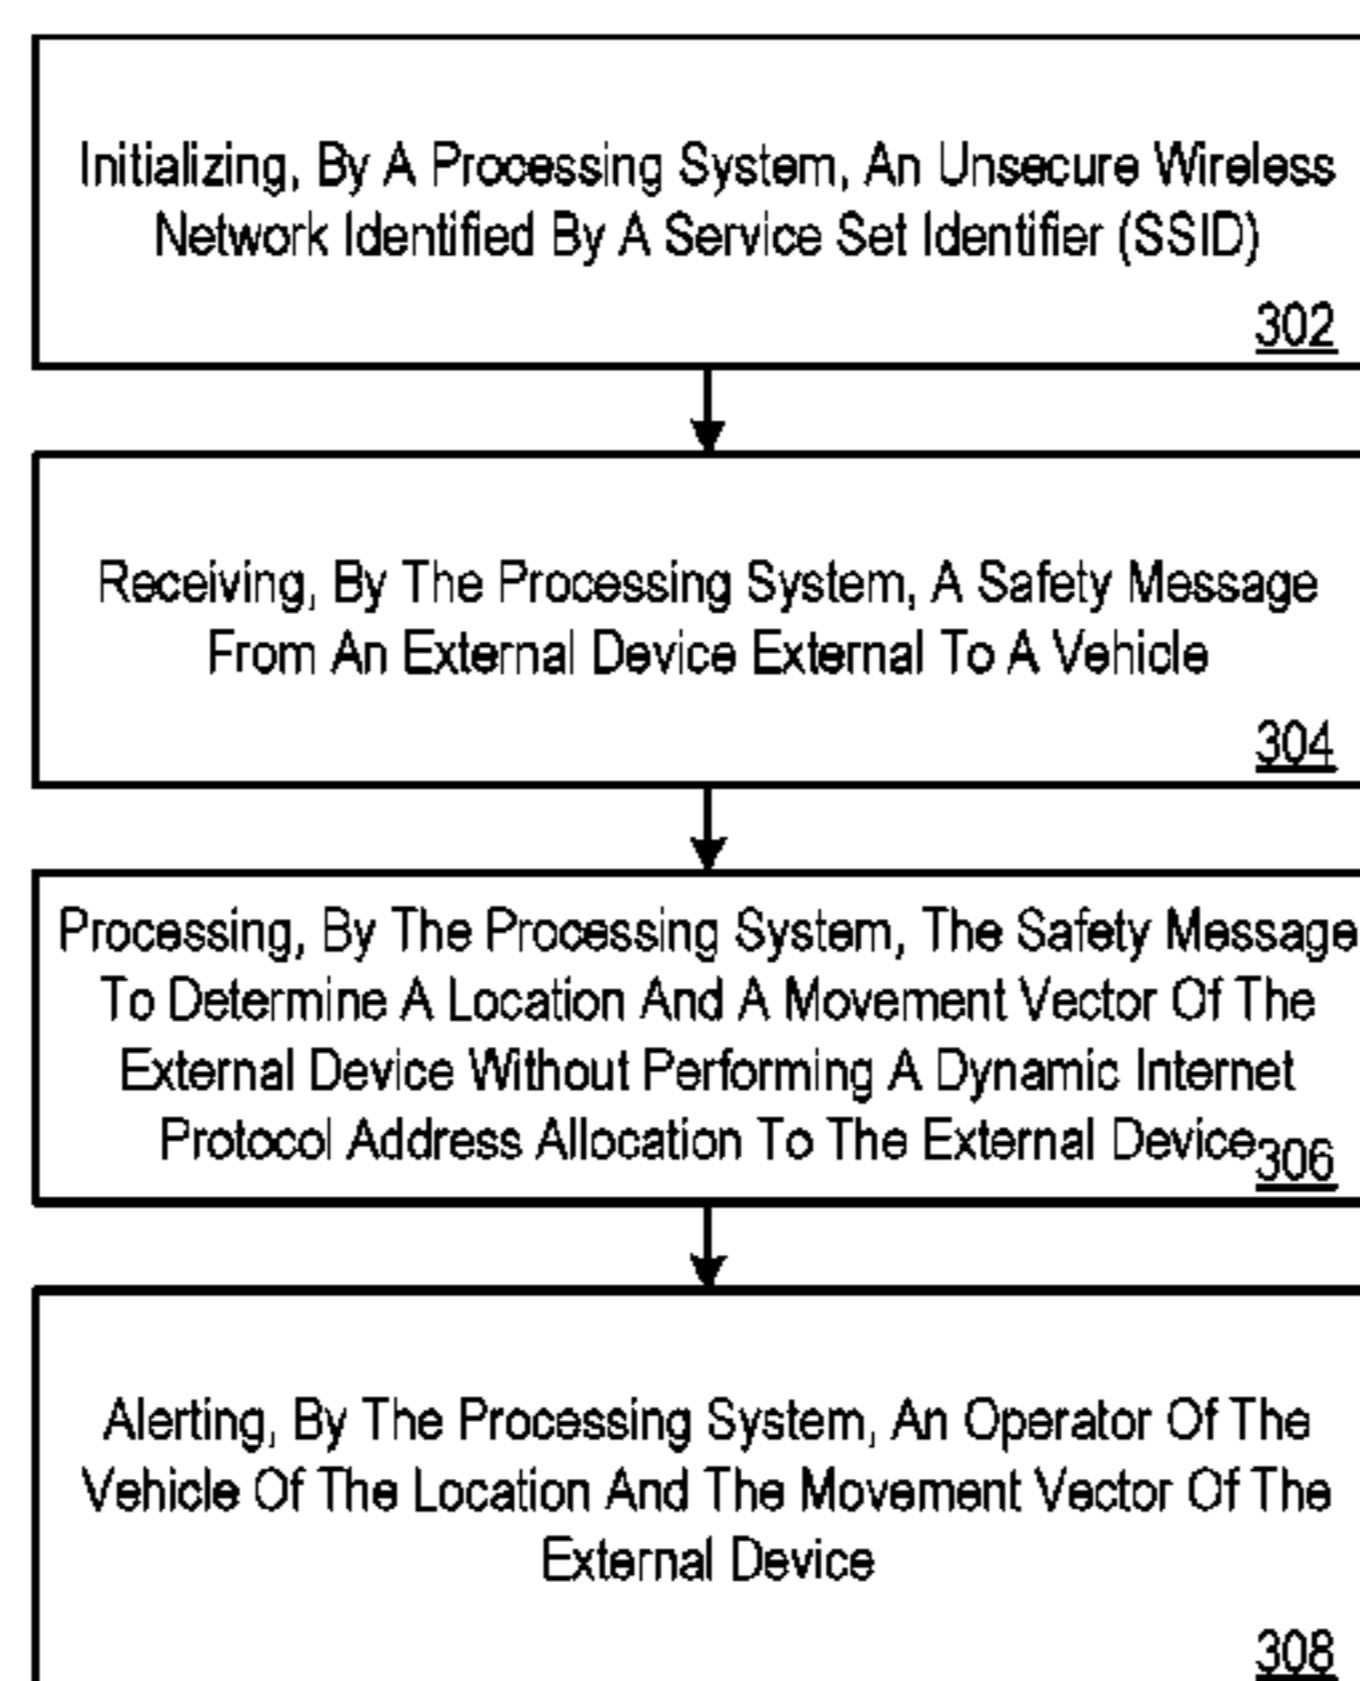 Initializing, By A Processing System, An Unsecure Wireless
Network Identified By A Service Set Identifier (SSID)
302
Receiving, By The Processing System, A Safety Message
From An External Device External To A Vehicle
304
Processing, By The Processing System, The Safety Message
To Determine A Location And A Movement Vector Of The
External Device Without Performing A Dynamic Internet
Protocol Address Allocation To The External Device
306
Alerting, By The Processing System, An Operator Of The
Vehicle Of The Location And The Movement Vector Of The
External Device
308